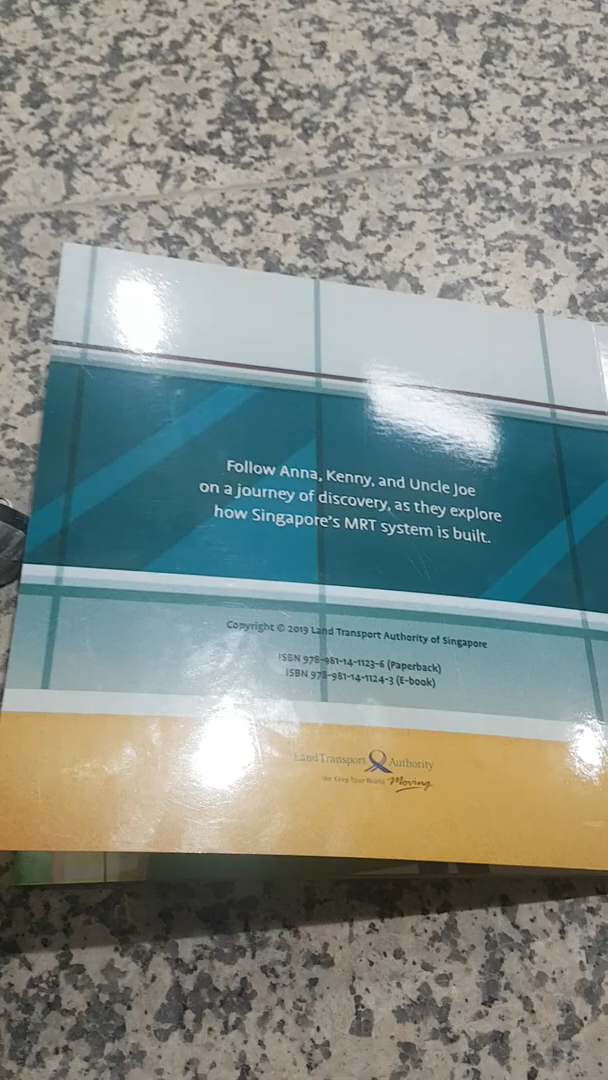 Follow Anna, Kenny, and Uncle Joe
on a journey of discovery, as they explore
how Singapore's MRT system is built.
Copyright © 2019 Land Transport Authority of Singapore
ISBN 978-981-14-1123-6 (Paperback)
ISBN 978-981-14-1124-3 (E-book)
Land Transport Authority
We Keep Your World Moving